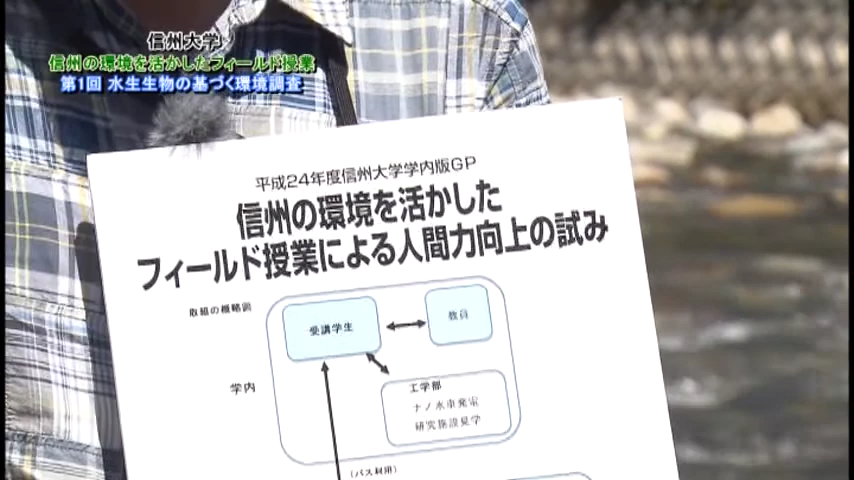 信州大学
信州の環境を活かしたフィールド授業
第1回 水生生物の基づく環境調査
平成24年度信州大学学内版GP
信州の環境を活かした
フィールド授業による人間力向上の試み
取組の概略図
受講学生
教員
学内
工学部
ナノ水車発電
研究施設見学
(バス利用)